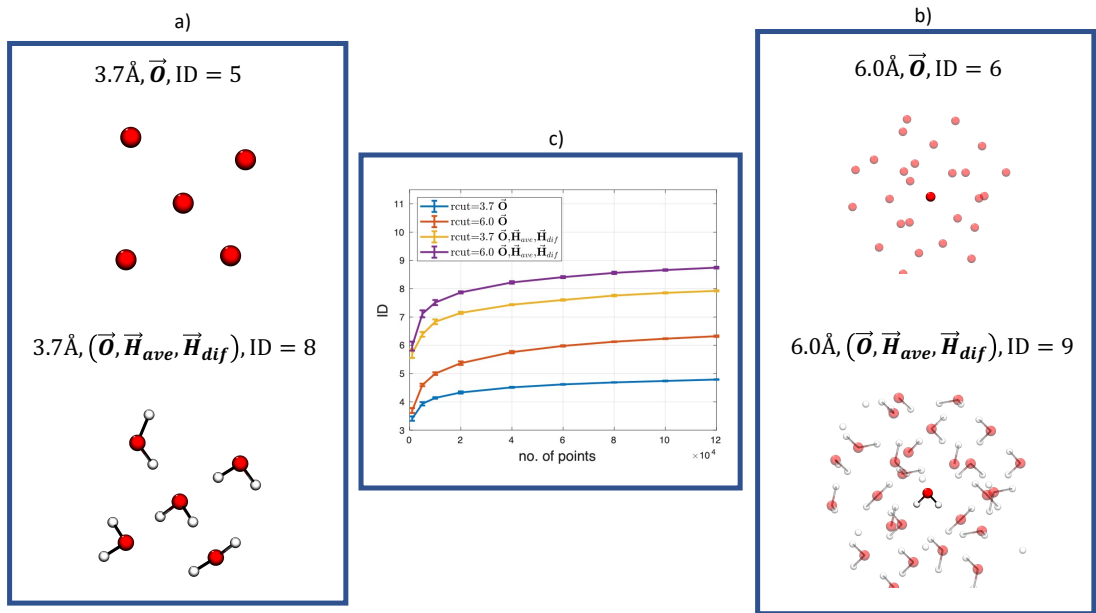 a)
3.7Å, O⃗, ID = 5
3.7Å, (O⃗, H⃗ave, H⃗dif), ID = 8
c)
11
10
9
8
7
6
5
4
3
ID
rcut=3.7 O⃗
rcut=6.0 O⃗
rcut=3.7 O⃗,H⃗ave,H⃗dif
rcut=6.0 O⃗,H⃗ave,H⃗dif
0 2 4 6 8 10 12
no. of points
×10⁴
b)
6.0Å, O⃗, ID = 6
6.0Å, (O⃗, H⃗ave, H⃗dif), ID = 9